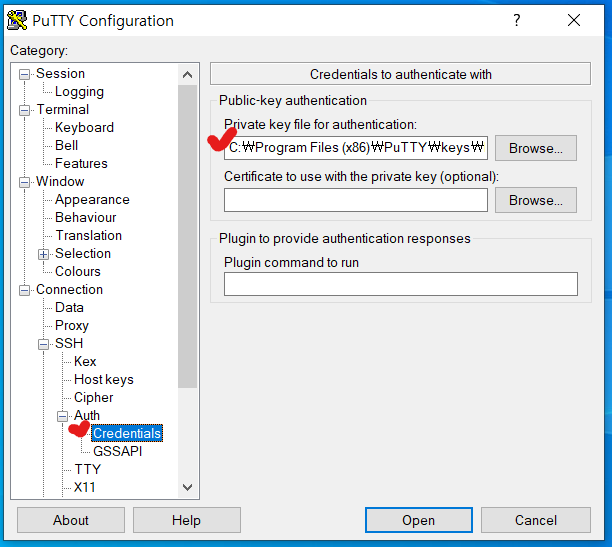 PuTTY Configuration
Category:
Session
Logging
Terminal
Keyboard
Bell
Features
Window
Appearance
Behaviour
Translation
Selection
Colours
Connection
Data
Proxy
SSH
Kex
Host keys
Cipher
Auth
Credentials
GSSAPI
TTY
X11
Credentials to authenticate with
Public-key authentication
Private key file for authentication:
C:₩Program Files (x86)₩PuTTY₩keys₩
Browse...
Certificate to use with the private key (optional):
Browse...
Plugin to provide authentication responses
Plugin command to run
About
Help
Open
Cancel